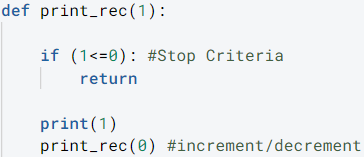 def print_rec(1):
if (1<=0): #Stop Criteria
return
print(1)
print_rec(0) #increment/decrement